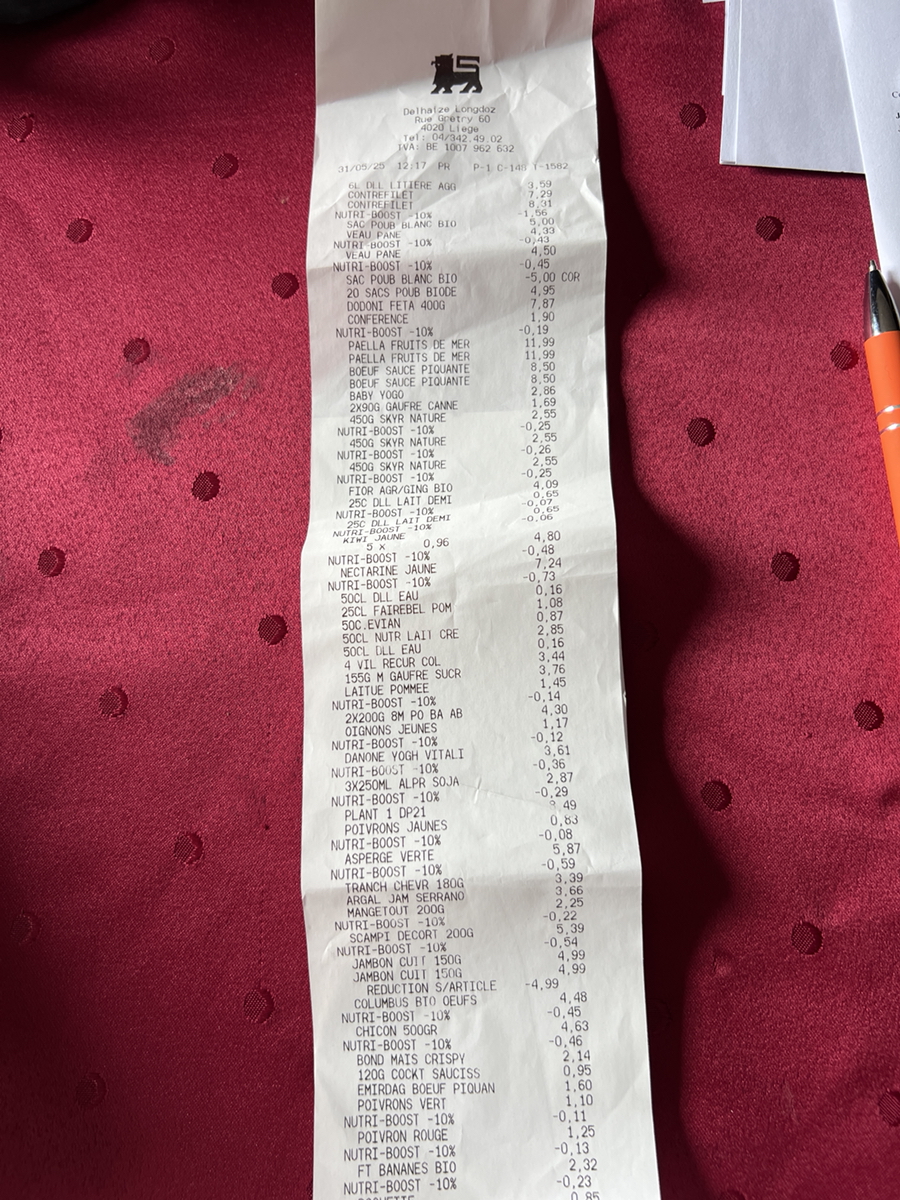 Delhaize Longdoz
Rue Gretry 60
4020 Liege
Tel: 04/342.49.02
TVA: BE 1007 962 632
31/05/25 12:17 PR P-1 C-148 T-1582
6L DLL LITIERE AGG 3,59
CONTREFILET 7,29
CONTREFILET 8,31
NUTRI-BOOST -10% -1,56
SAC POUB BLANC BIO 5,00
VEAU PANE 4,33
NUTRI-BOOST -10% -0,43
VEAU PANE 4,50
NUTRI-BOOST -10% -0,45
SAC POUB BLANC BIO -5,00 COR
20 SACS POUB BIODE 4,95
DODONI FETA 400G 7,87
CONFERENCE 1,90
NUTRI-BOOST -10% -0,19
PAELLA FRUITS DE MER 11,99
PAELLA FRUITS DE MER 11,99
BOEUF SAUCE PIQUANTE 8,50
BOEUF SAUCE PIQUANTE 8,50
BABY YOGO 2,86
2X90G GAUFRE CANNE 1,69
450G SKYR NATURE 2,55
NUTRI-BOOST -10% -0,25
450G SKYR NATURE 2,55
NUTRI-BOOST -10% -0,26
450G SKYR NATURE 2,55
NUTRI-BOOST -10% -0,25
FIOR AGR/GING BIO 4,09
25C DLL LAIT DEMI 0,65
NUTRI-BOOST -10% -0,07
25C DLL LAIT DEMI 0,65
NUTRI-BOOST -10% -0,06
KIWI JAUNE
5 x 0,96 4,80
NUTRI-BOOST -10% -0,48
NECTARINE JAUNE 7,24
NUTRI-BOOST -10% -0,73
50CL DLL EAU 0,16
25CL FAIREBEL POM 1,08
50C.EVIAN 0,87
50CL NUTR LAIT CRE 2,85
50CL DLL EAU 0,16
4 VIL RECUR COL 3,44
155G M GAUFRE SUCR 3,76
LAITUE POMMEE 1,45
NUTRI-BOOST -10% -0,14
2X200G 8M PO BA AB 4,30
OIGNONS JEUNES 1,17
NUTRI-BOOST -10% -0,12
DANONE YOGH VITALI 3,61
NUTRI-BOOST -10% -0,36
3X250ML ALPR SOJA 2,87
NUTRI-BOOST -10% -0,29
PLANT 1 DP21 3,49
POIVRONS JAUNES 0,83
NUTRI-BOOST -10% -0,08
ASPERGE VERTE 5,87
NUTRI-BOOST -10% -0,59
TRANCH CHEVR 180G 3,39
ARGAL JAM SERRANO 3,66
MANGETOUT 200G 2,25
NUTRI-BOOST -10% -0,22
SCAMPI DECORT 200G 5,39
NUTRI-BOOST -10% -0,54
JAMBON CUIT 150G 4,99
JAMBON CUIT 150G 4,99
REDUCTION S/ARTICLE -4,99
COLUMBUS BIO OEUFS 4,48
NUTRI-BOOST -10% -0,45
CHICON 500GR 4,63
NUTRI-BOOST -10% -0,46
BOND MAIS CRISPY 2,14
120G COCKT SAUCISS 0,95
EMIRDAG BOEUF PIQUAN 1,60
POIVRONS VERT 1,10
NUTRI-BOOST -10% -0,11
POIVRON ROUGE 1,25
NUTRI-BOOST -10% -0,13
FT BANANES BIO 2,32
NUTRI-BOOST -10% -0,23
0,85